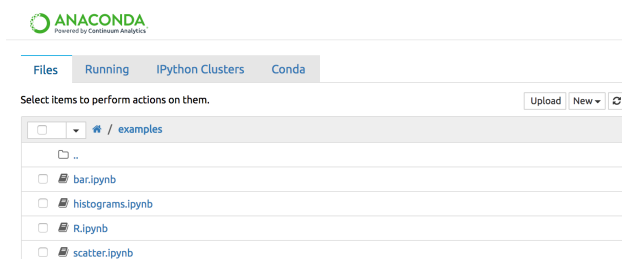 ANACONDA
Powered by Continuum Analytics
Files Running IPython Clusters Conda
Select items to perform actions on them. Upload New
/ examples
..
bar.ipynb
histograms.ipynb
R.ipynb
scatter.ipynb